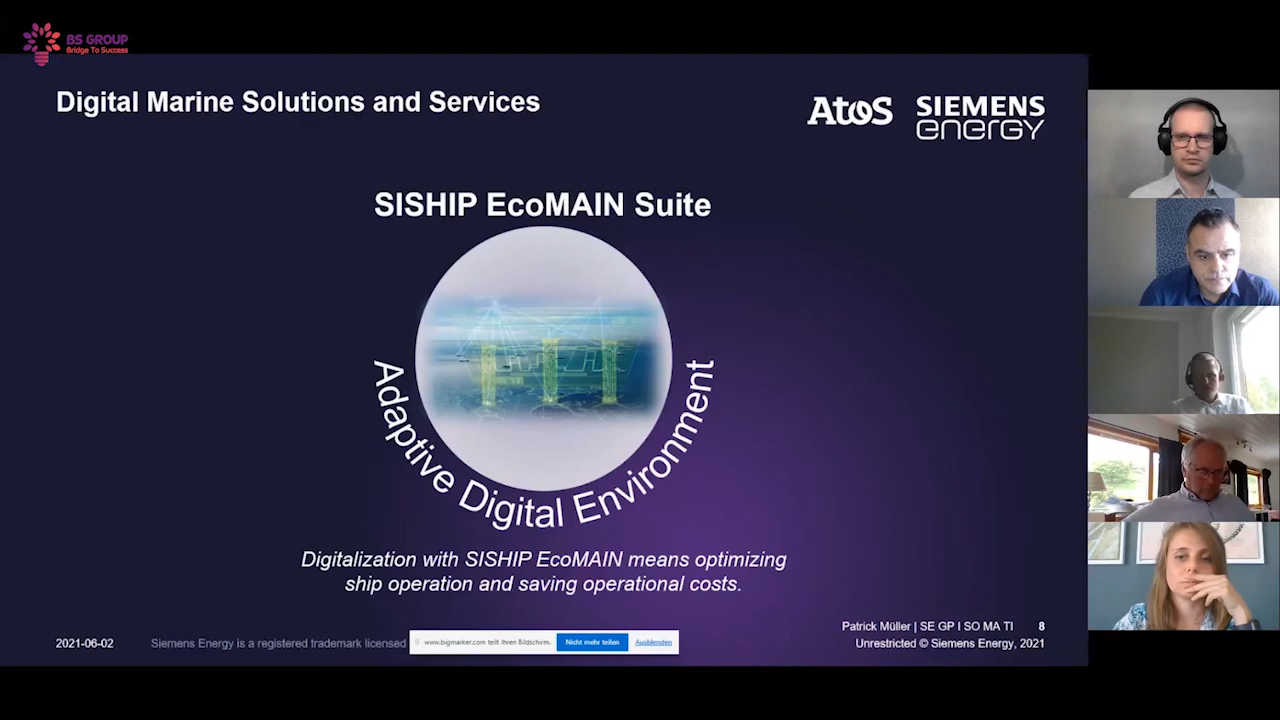 BS GROUP
Bridge To Success
Digital Marine Solutions and Services
Atos
SIEMENS
energy
SISHIP EcoMAIN Suite
Adaptive Digital Environment
Digitalization with SISHIP EcoMAIN means optimizing
ship operation and saving operational costs.
2021-06-02
Siemens Energy is a registered trademark licensed
www.bigmarker.com teilt Ihren Bildschirm.
Nicht mehr teilen
Ausblenden
Patrick Müller | SE GP I SO MA TI 8
Unrestricted © Siemens Energy, 2021